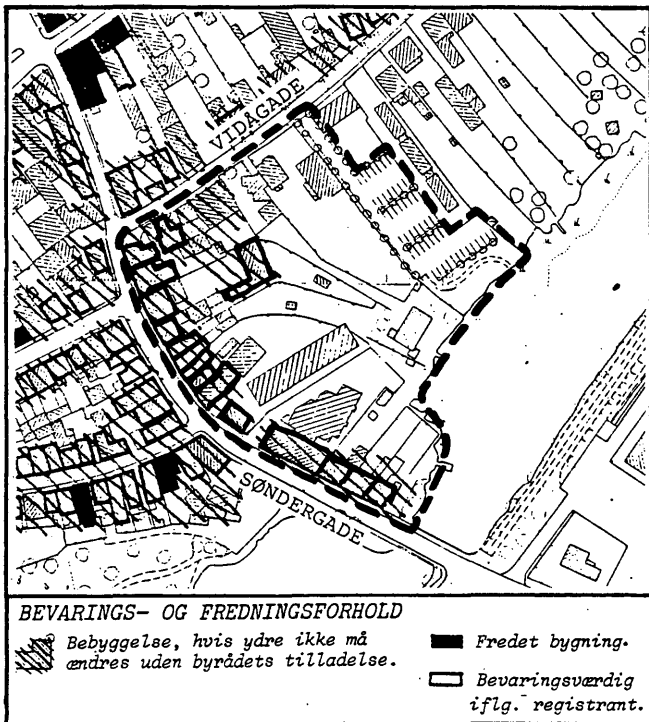 VIDÅGADE
SØNDERGADE
BEVARINGS- OG FREDNINGSFORHOLD
Bebyggelse, hvis ydre ikke må
ændres uden byrådets tilladelse.
Fredet bygning.
Bevaringsværdig
iflg. registrant.